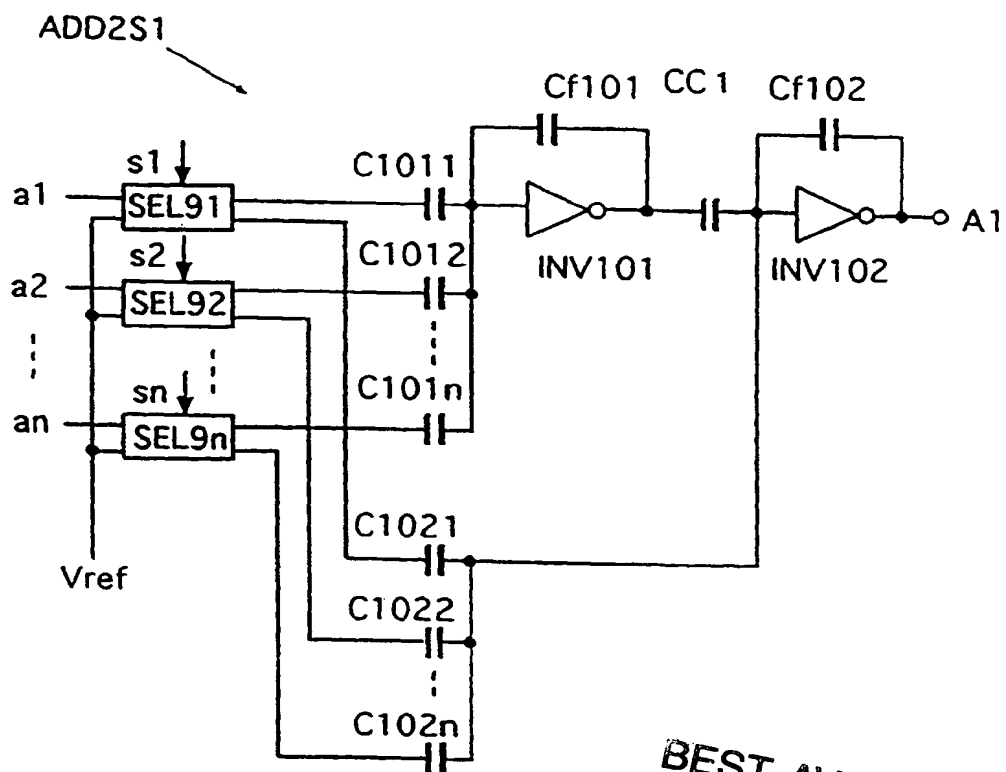 ADD2S1
Cf101 CC1 Cf102
s1 C1011
a1 SEL91
A1
s2 C1012 INV101 INV102
a2 SEL92
sn C101n
an SEL9n
C1021
Vref
C1022
C102n
BEST